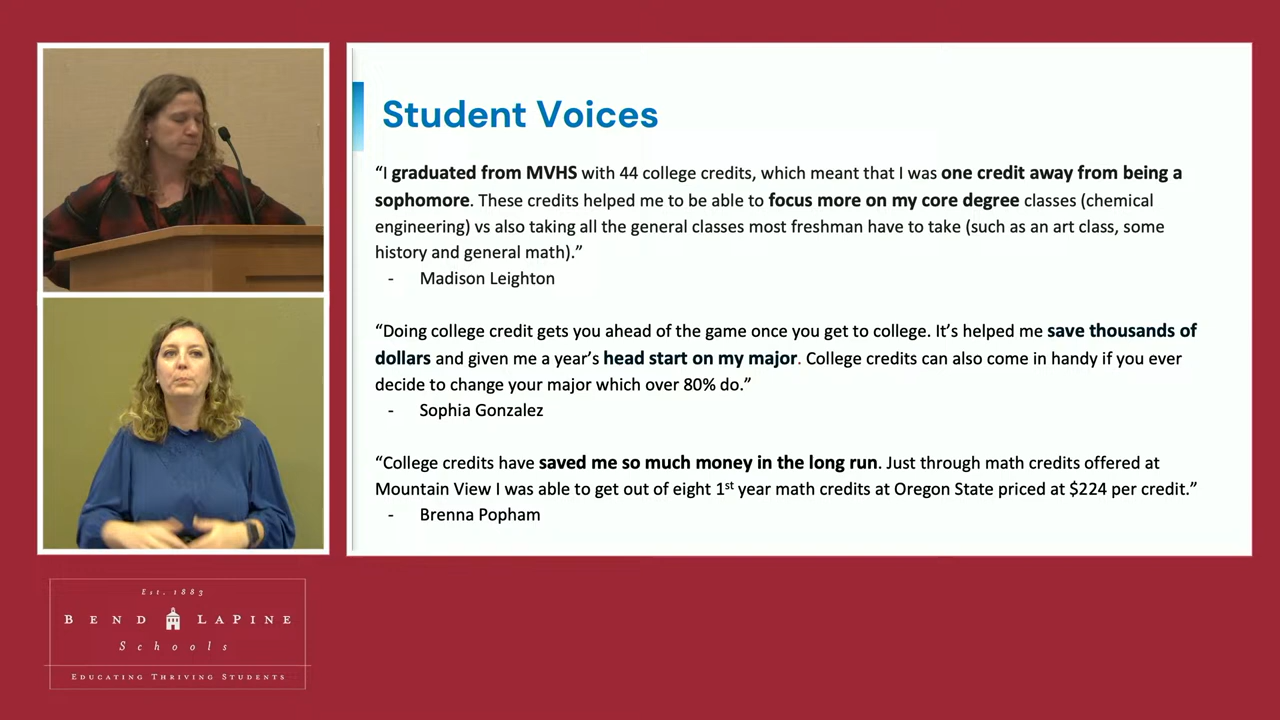 Student Voices
“I graduated from MVHS with 44 college credits, which meant that I was one credit away from being a
sophomore. These credits helped me to be able to focus more on my core degree classes (chemical
engineering) vs also taking all the general classes most freshman have to take (such as an art class, some
history and general math).”
- Madison Leighton
“Doing college credit gets you ahead of the game once you get to college. It’s helped me save thousands of
dollars and given me a year’s head start on my major. College credits can also come in handy if you ever
decide to change your major which over 80% do.”
- Sophia Gonzalez
“College credits have saved me so much money in the long run. Just through math credits offered at
Mountain View I was able to get out of eight 1st year math credits at Oregon State priced at $224 per credit.”
- Brenna Popham
Est. 1883
BEND LAPINE
Schools
EDUCATING THRIVING STUDENTS